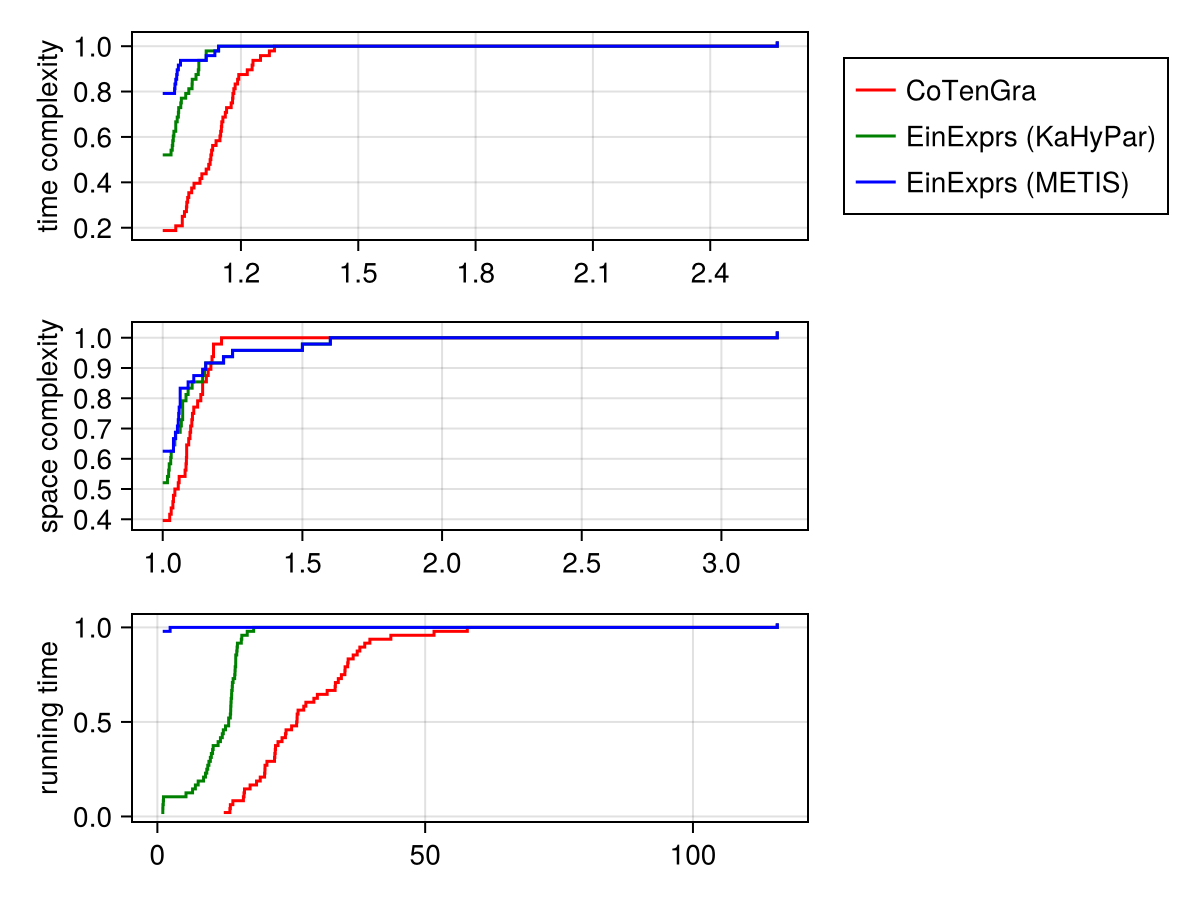 time complexity
1.0
0.8
0.6
0.4
0.2
1.2 1.5 1.8 2.1 2.4
CoTenGra
EinExprs (KaHyPar)
EinExprs (METIS)
space complexity
1.0
0.9
0.8
0.7
0.6
0.5
0.4
1.0 1.5 2.0 2.5 3.0
running time
1.0
0.5
0.0
0 50 100